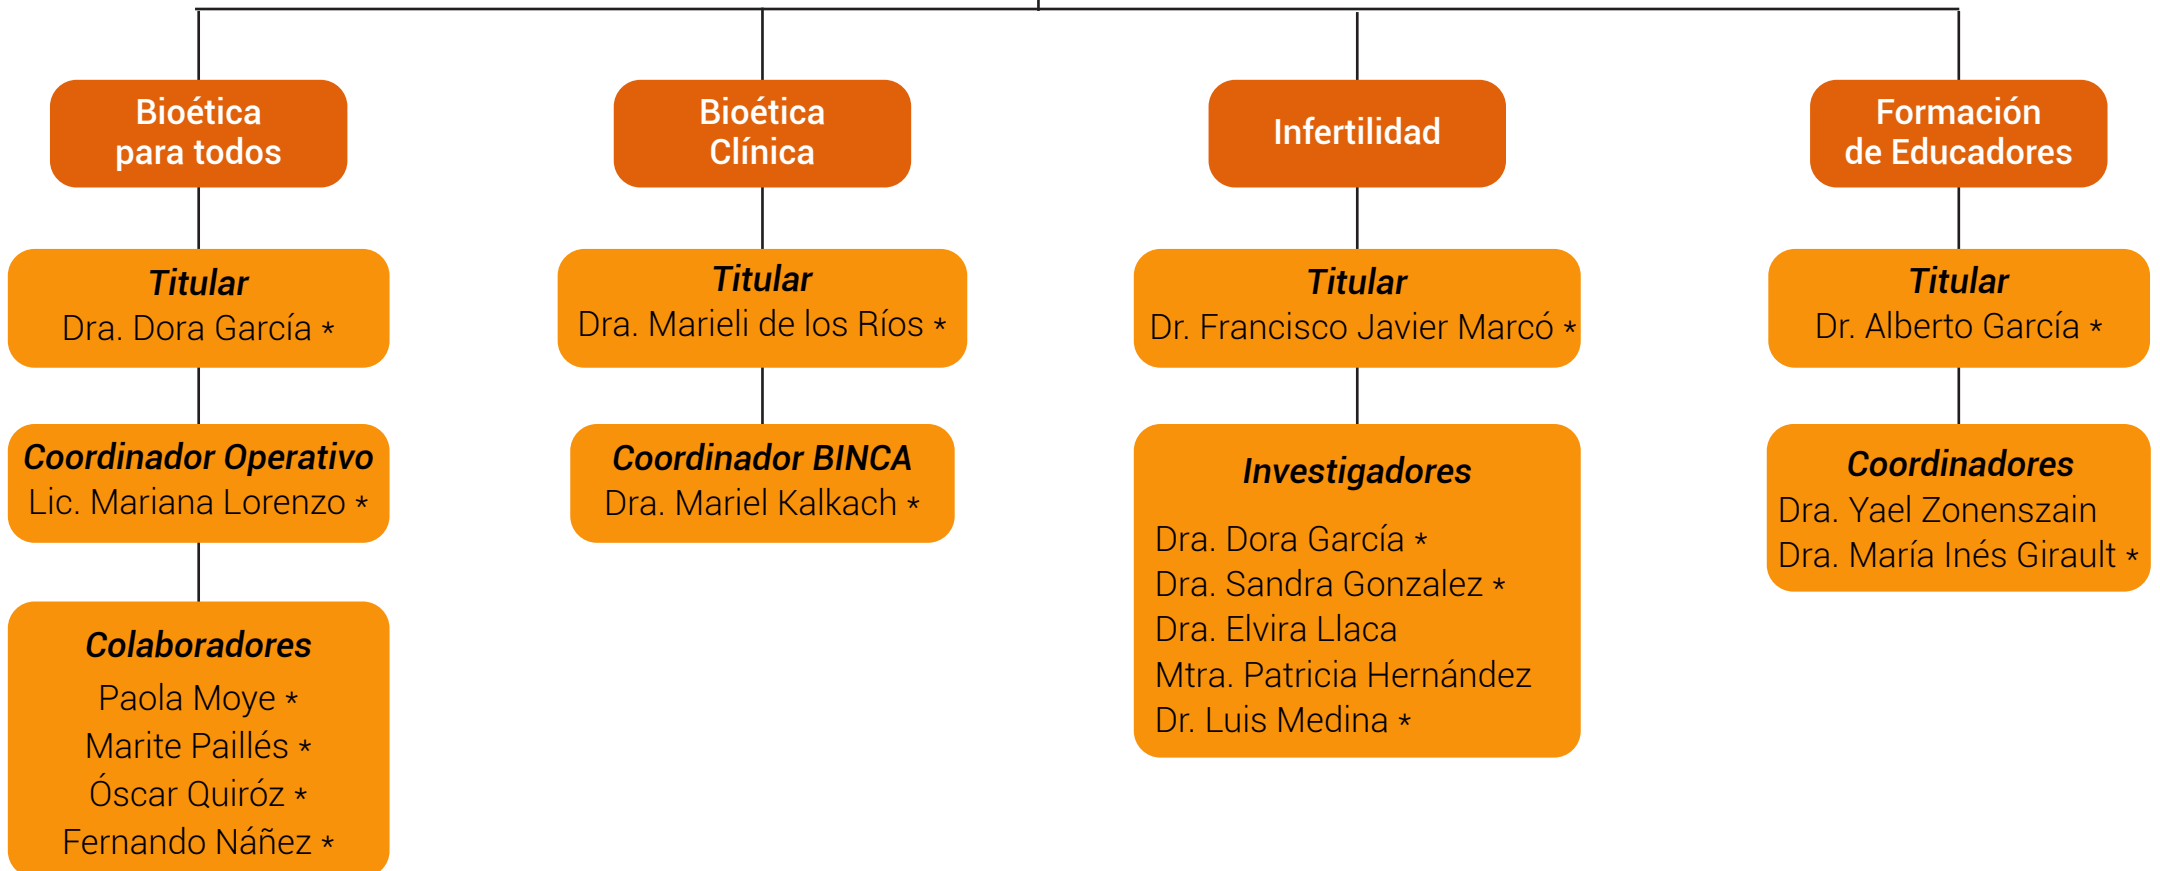 Bioética
para todos
Titular
Dra. Dora García *
Coordinador Operativo
Lic. Mariana Lorenzo *
Colaboradores
Paola Moye *
Marite Paillés *
Óscar Quiróz *
Fernando Náñez *
Bioética
Clínica
Titular
Dra. Marieli de los Ríos *
Coordinador BINCA
Dra. Mariel Kalkach *
Infertilidad
Titular
Dr. Francisco Javier Marcó *
Investigadores
Dra. Dora García *
Dra. Sandra Gonzalez *
Dra. Elvira Llaca
Mtra. Patricia Hernández
Dr. Luis Medina *
Formación
de Educadores
Titular
Dr. Alberto García *
Coordinadores
Dra. Yael Zonenszain
Dra. María Inés Girault *